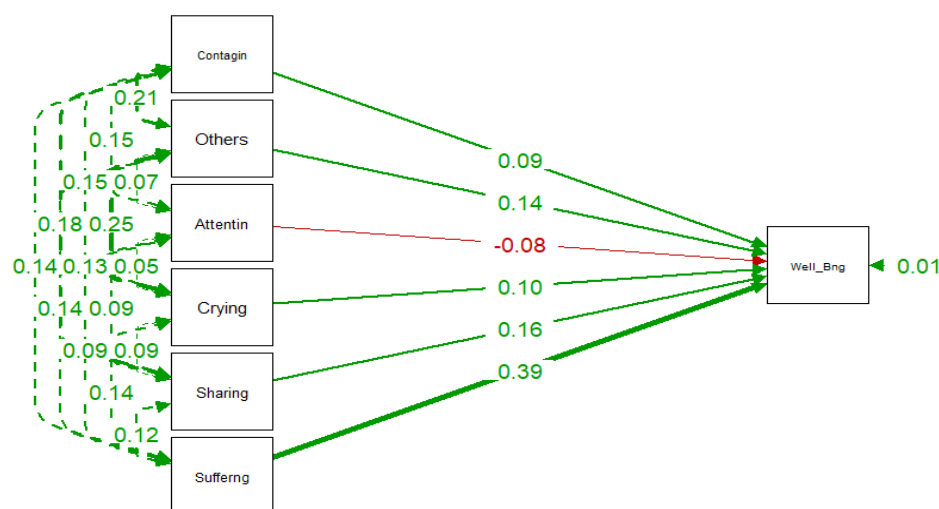 Contagin
0.21
Others
0.15
0.09
0.15 0.07
0.14
Attentin
0.18 0.25
-0.08
Well_Bng
0.01
0.14 0.13 0.05
Crying
0.10
0.14 0.09
0.16
0.09 0.09
0.39
Sharing
0.14
0.12
Sufferng